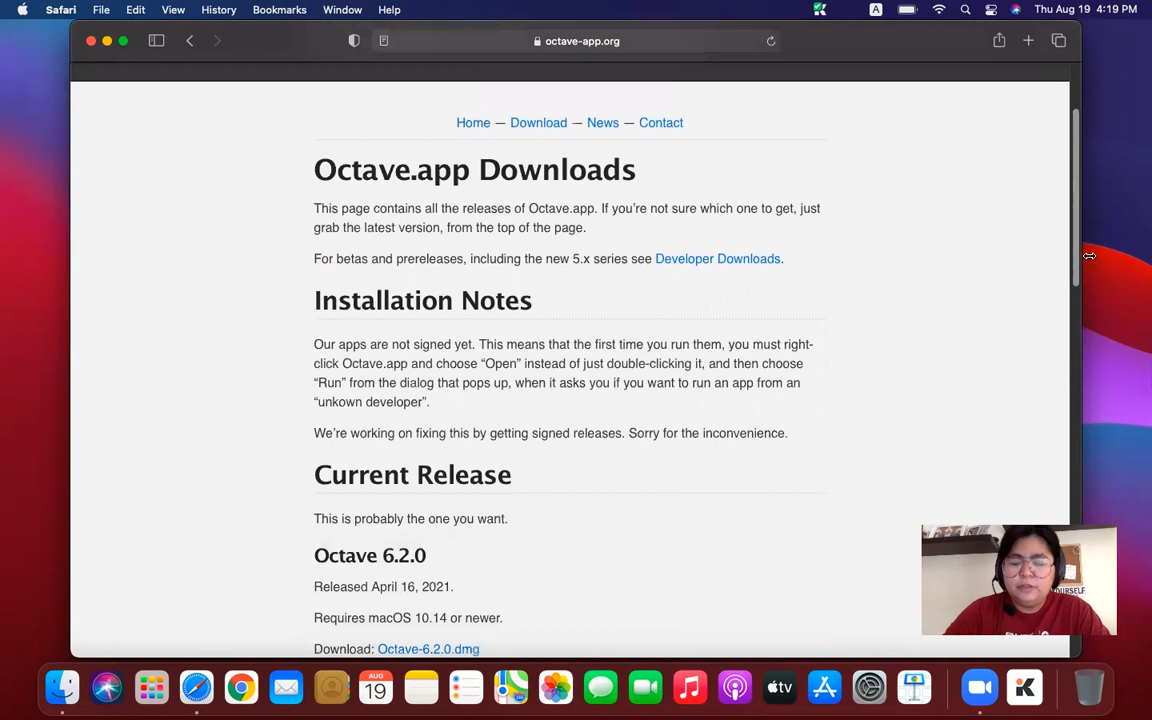 Safari File Edit View History Bookmarks Window Help A Thu Aug 19 4:19 PM
octave-app.org
Home — Download — News — Contact
Octave.app Downloads
This page contains all the releases of Octave.app. If you're not sure which one to get, just
grab the latest version, from the top of the page.
For betas and prereleases, including the new 5.x series see Developer Downloads.
Installation Notes
Our apps are not signed yet. This means that the first time you run them, you must right-
click Octave.app and choose “Open” instead of just double-clicking it, and then choose
“Run” from the dialog that pops up, when it asks you if you want to run an app from an
“unkown developer”.
We're working on fixing this by getting signed releases. Sorry for the inconvenience.
Current Release
This is probably the one you want.
Octave 6.2.0
Released April 16, 2021.
Requires macOS 10.14 or newer.
Download: Octave-6.2.0.dmg
YOURSELF
AUG
19
tv